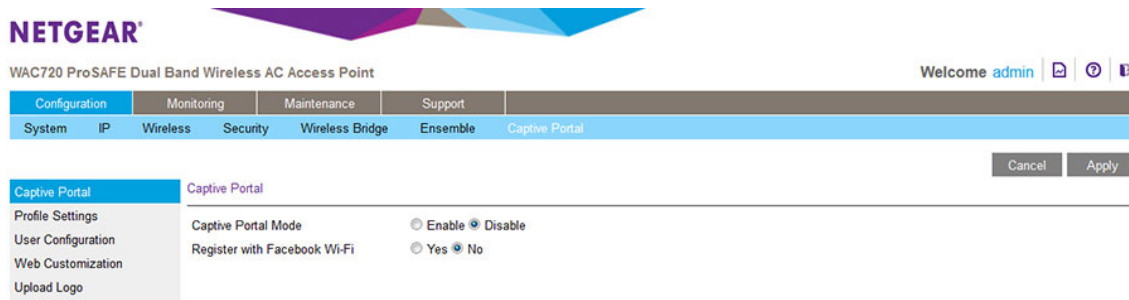 NETGEAR®
WAC720 ProSAFE Dual Band Wireless AC Access Point
Welcome admin
Configuration Monitoring Maintenance Support
System IP Wireless Security Wireless Bridge Ensemble Captive Portal
Cancel Apply
Captive Portal
Profile Settings
User Configuration
Web Customization
Upload Logo
Captive Portal
Captive Portal Mode Enable Disable
Register with Facebook Wi-Fi Yes No